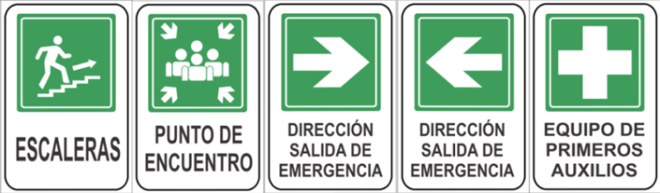 ESCALERAS
PUNTO DE
ENCUENTRO
DIRECCIÓN
SALIDA DE
EMERGENCIA
DIRECCIÓN
SALIDA DE
EMERGENCIA
EQUIPO DE
PRIMEROS
AUXILIOS